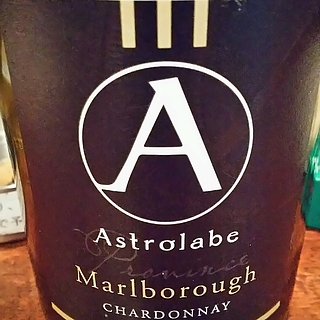 A
Astrolabe
Province
Marlborough
CHARDONNAY